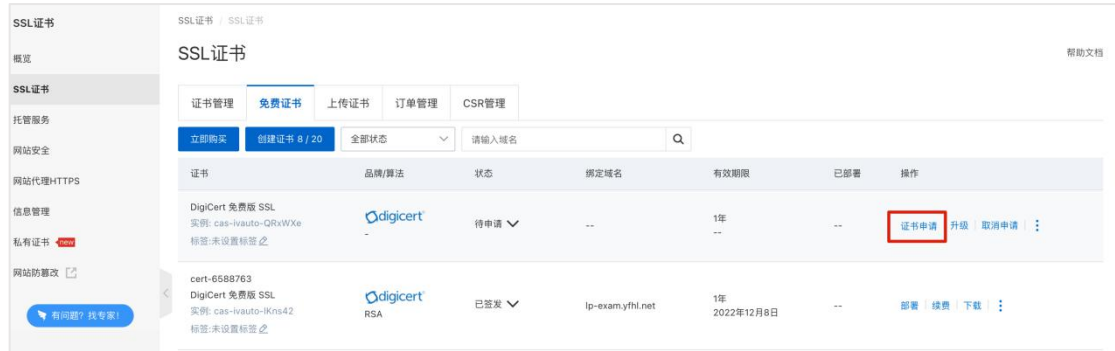 SSL证书
概览
SSL证书
托管服务
网站安全
网站代理HTTPS
信息管理
私有证书 new
网站防篡改
有问题？找专家！
SSL证书 / SSL证书
SSL证书
帮助文档
证书管理 免费证书 上传证书 订单管理 CSR管理
立即购买 创建证书 8 / 20 全部状态 请输入域名
证书 品牌/算法 状态 绑定域名 有效期限 已部署 操作
DigiCert 免费版 SSL
实例: cas-ivauto-QRxWXe
标签:未设置标签
digicert
-
待申请
--
1年
--
--
证书申请 升级 取消申请
cert-6588763
DigiCert 免费版 SSL
实例: cas-ivauto-IKns42
标签:未设置标签
digicert
RSA
已签发
lp-exam.yfhl.net
1年
2022年12月8日
--
部署 续费 下载